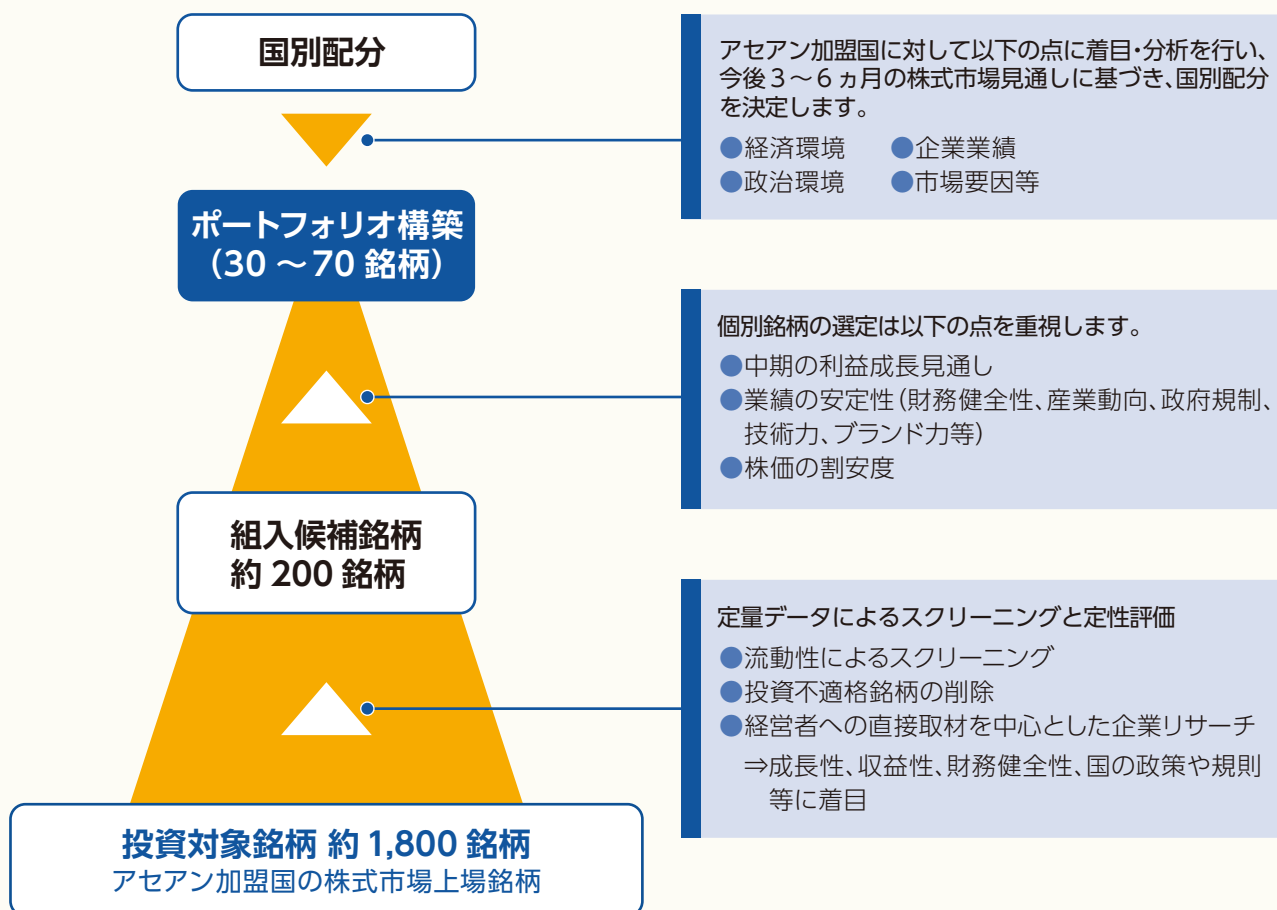 国別配分
アセアン加盟国に対して以下の点に着目・分析を行い、
今後3～6ヵ月の株式市場見通しに基づき、国別配分
を決定します。
●経済環境 ●企業業績
●政治環境 ●市場要因等
ポートフォリオ構築
(30～70 銘柄)
個別銘柄の選定は以下の点を重視します。
●中期の利益成長見通し
●業績の安定性(財務健全性、産業動向、政府規制、
技術力、ブランド力等)
●株価の割安度
組入候補銘柄
約 200 銘柄
定量データによるスクリーニングと定性評価
●流動性によるスクリーニング
●投資不適格銘柄の削除
●経営者への直接取材を中心とした企業リサーチ
⇒成長性、収益性、財務健全性、国の政策や規則
等に着目
投資対象銘柄 約 1,800 銘柄
アセアン加盟国の株式市場上場銘柄